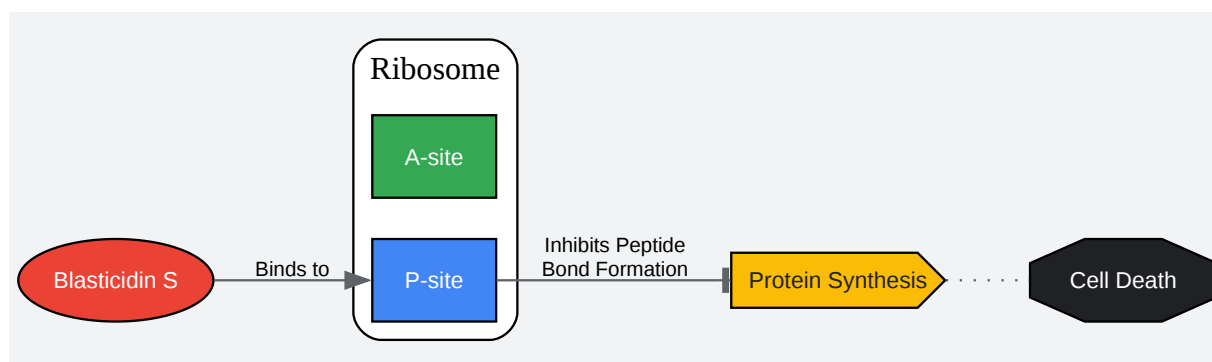 Ribosome
A-site
Blasticidin S
Binds to
P-site
Inhibits Peptide
Bond Formation
Protein Synthesis
Cell Death